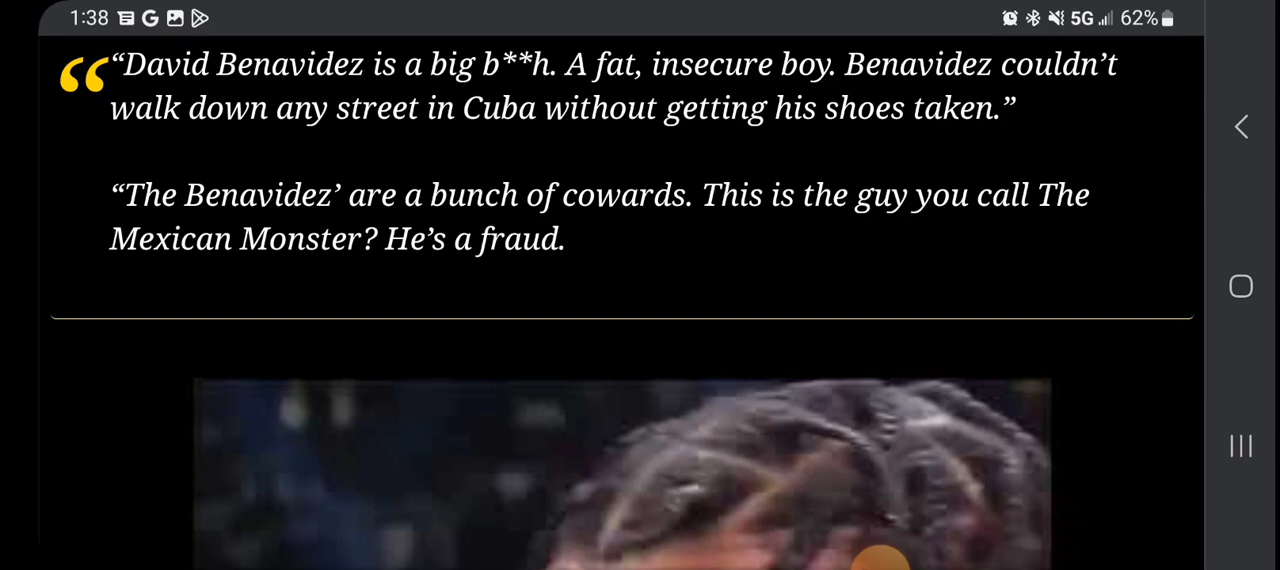 1:38
5G
62%
“David Benavidez is a big b**h. A fat, insecure boy. Benavidez couldn’t
walk down any street in Cuba without getting his shoes taken.”
“The Benavidez’ are a bunch of cowards. This is the guy you call The
Mexican Monster? He’s a fraud.